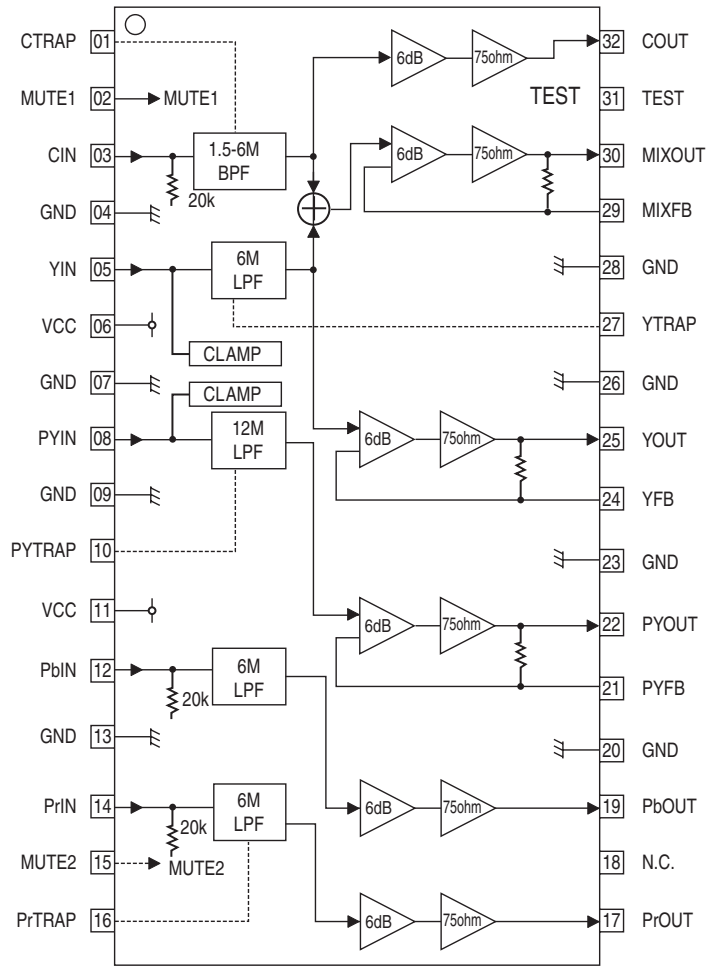 CTRAP 01
MUTE1 02 MUTE1
CIN 03
1.5-6M
BPF
20k
GND 04
YIN 05
6M
LPF
VCC 06
CLAMP
GND 07
CLAMP
PYIN 08
12M
LPF
GND 09
PYTRAP 10
VCC 11
PbIN 12
6M
LPF
20k
GND 13
PrIN 14
6M
LPF
20k
MUTE2 15 MUTE2
PrTRAP 16
6dB 75ohm 32 COUT
TEST 31 TEST
6dB 75ohm 30 MIXOUT
29 MIXFB
28 GND
27 YTRAP
26 GND
6dB 75ohm 25 YOUT
24 YFB
23 GND
6dB 75ohm 22 PYOUT
21 PYFB
20 GND
6dB 75ohm 19 PbOUT
18 N.C.
6dB 75ohm 17 PrOUT